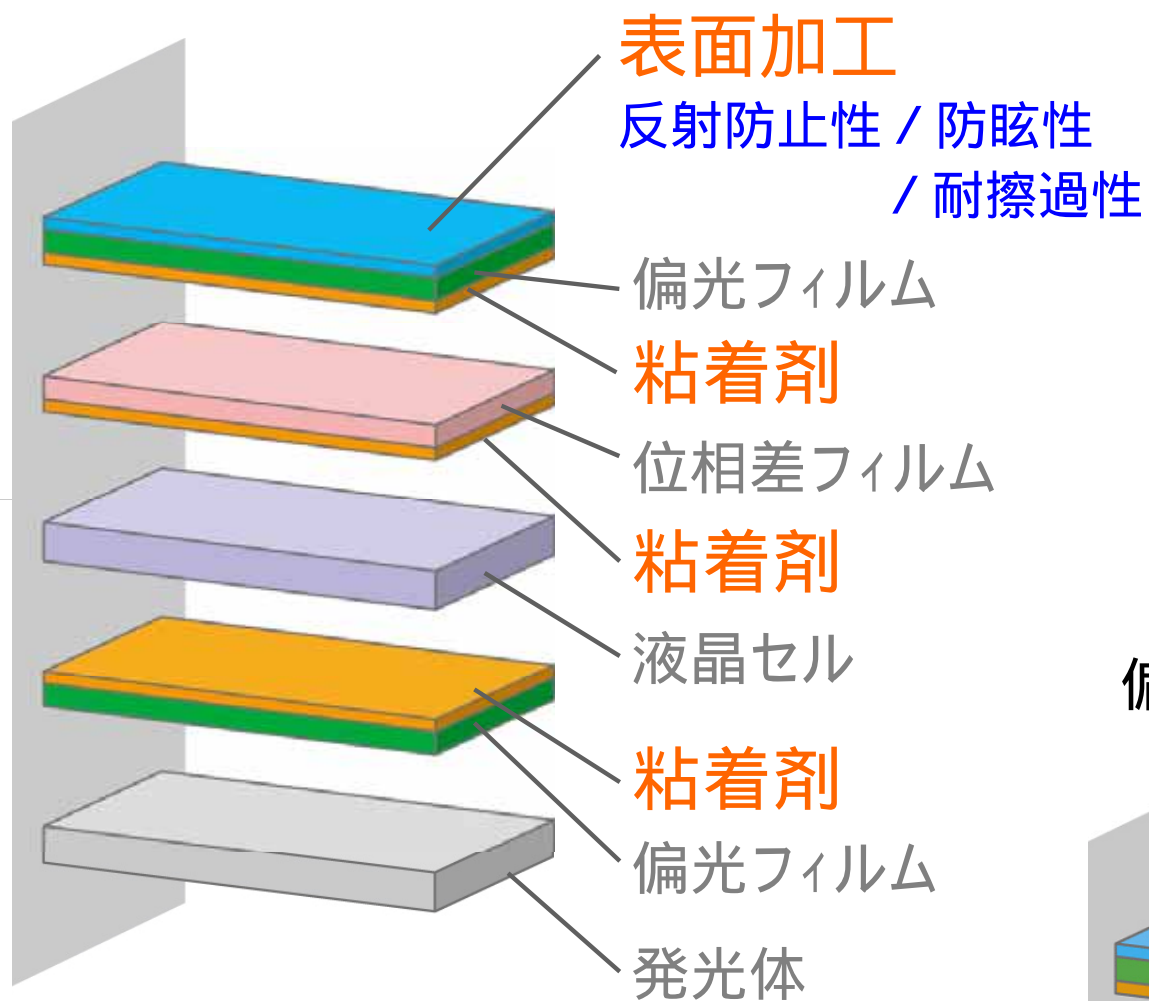 表面加工
反射防止性 / 防眩性
/ 耐擦過性
偏光フィルム
粘着剤
位相差フィルム
粘着剤
液晶セル
粘着剤
偏光フィルム
発光体